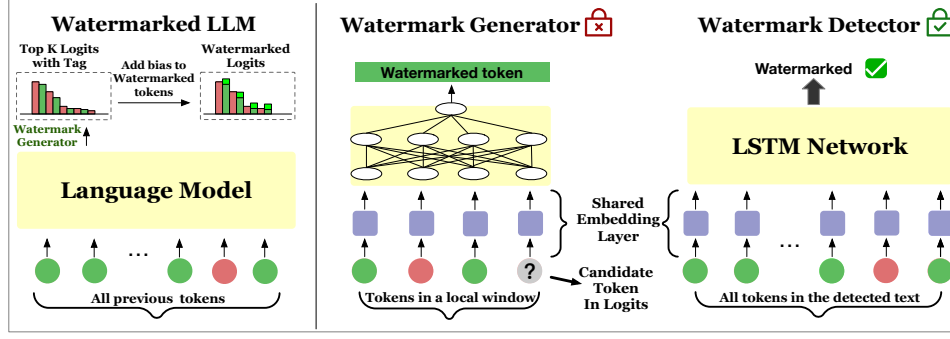 Watermarked LLM
Top K Logits
with Tag
Add bias to
Watermarked
tokens
Watermarked
Logits
Watermark
Generator
Language Model
...
All previous tokens
Watermark Generator
Watermarked token
?
Tokens in a local window
Shared
Embedding
Layer
Candidate
Token
In Logits
Watermark Detector
Watermarked
LSTM Network
...
All tokens in the detected text